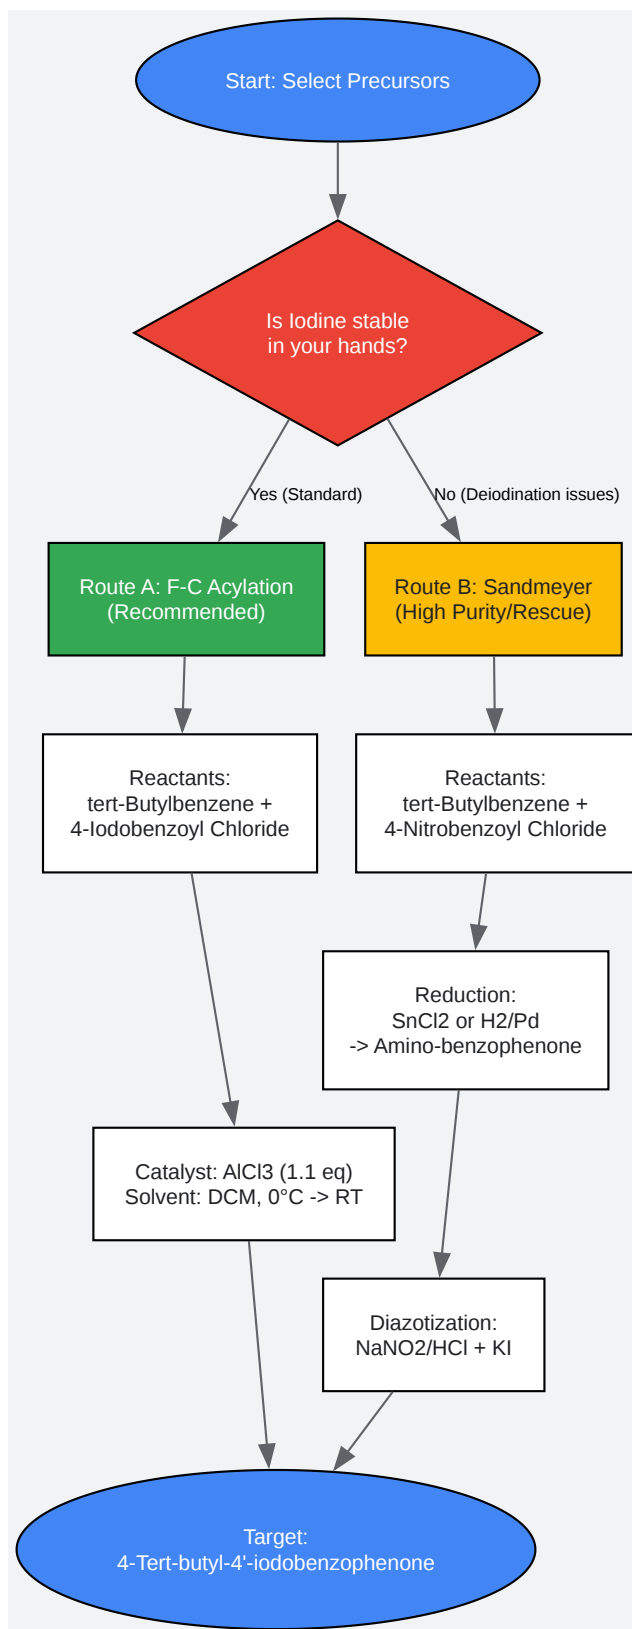 Start: Select Precursors
Is Iodine stable
in your hands?
Yes (Standard)
No (Deiodination issues)
Route A: F-C Acylation
(Recommended)
Route B: Sandmeyer
(High Purity/Rescue)
Reactants:
tert-Butylbenzene +
4-Iodobenzoyl Chloride
Reactants:
tert-Butylbenzene +
4-Nitrobenzoyl Chloride
Reduction:
SnCl2 or H2/Pd
-> Amino-benzophenone
Catalyst: AlCl3 (1.1 eq)
Solvent: DCM, 0°C -> RT
Diazotization:
NaNO2/HCl + KI
Target:
4-Tert-butyl-4'-iodobenzophenone